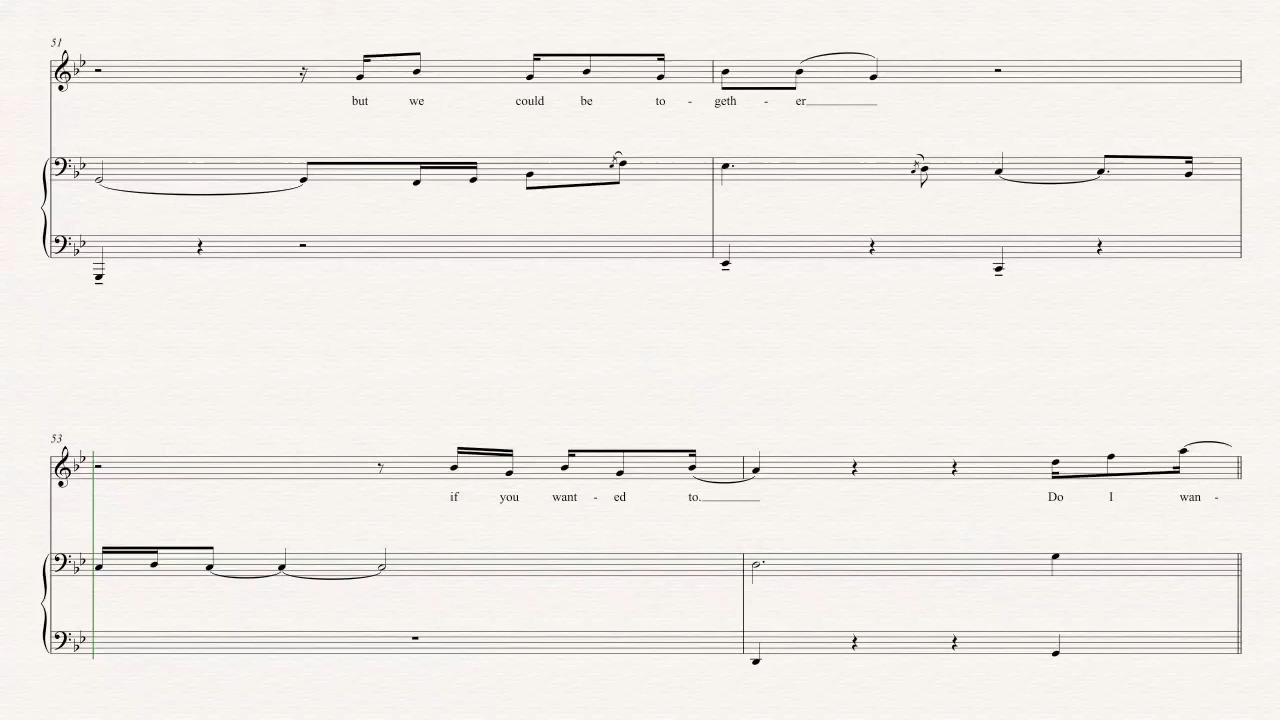 51
but we could be to - geth - er
53
if you want - ed to. Do I wan -